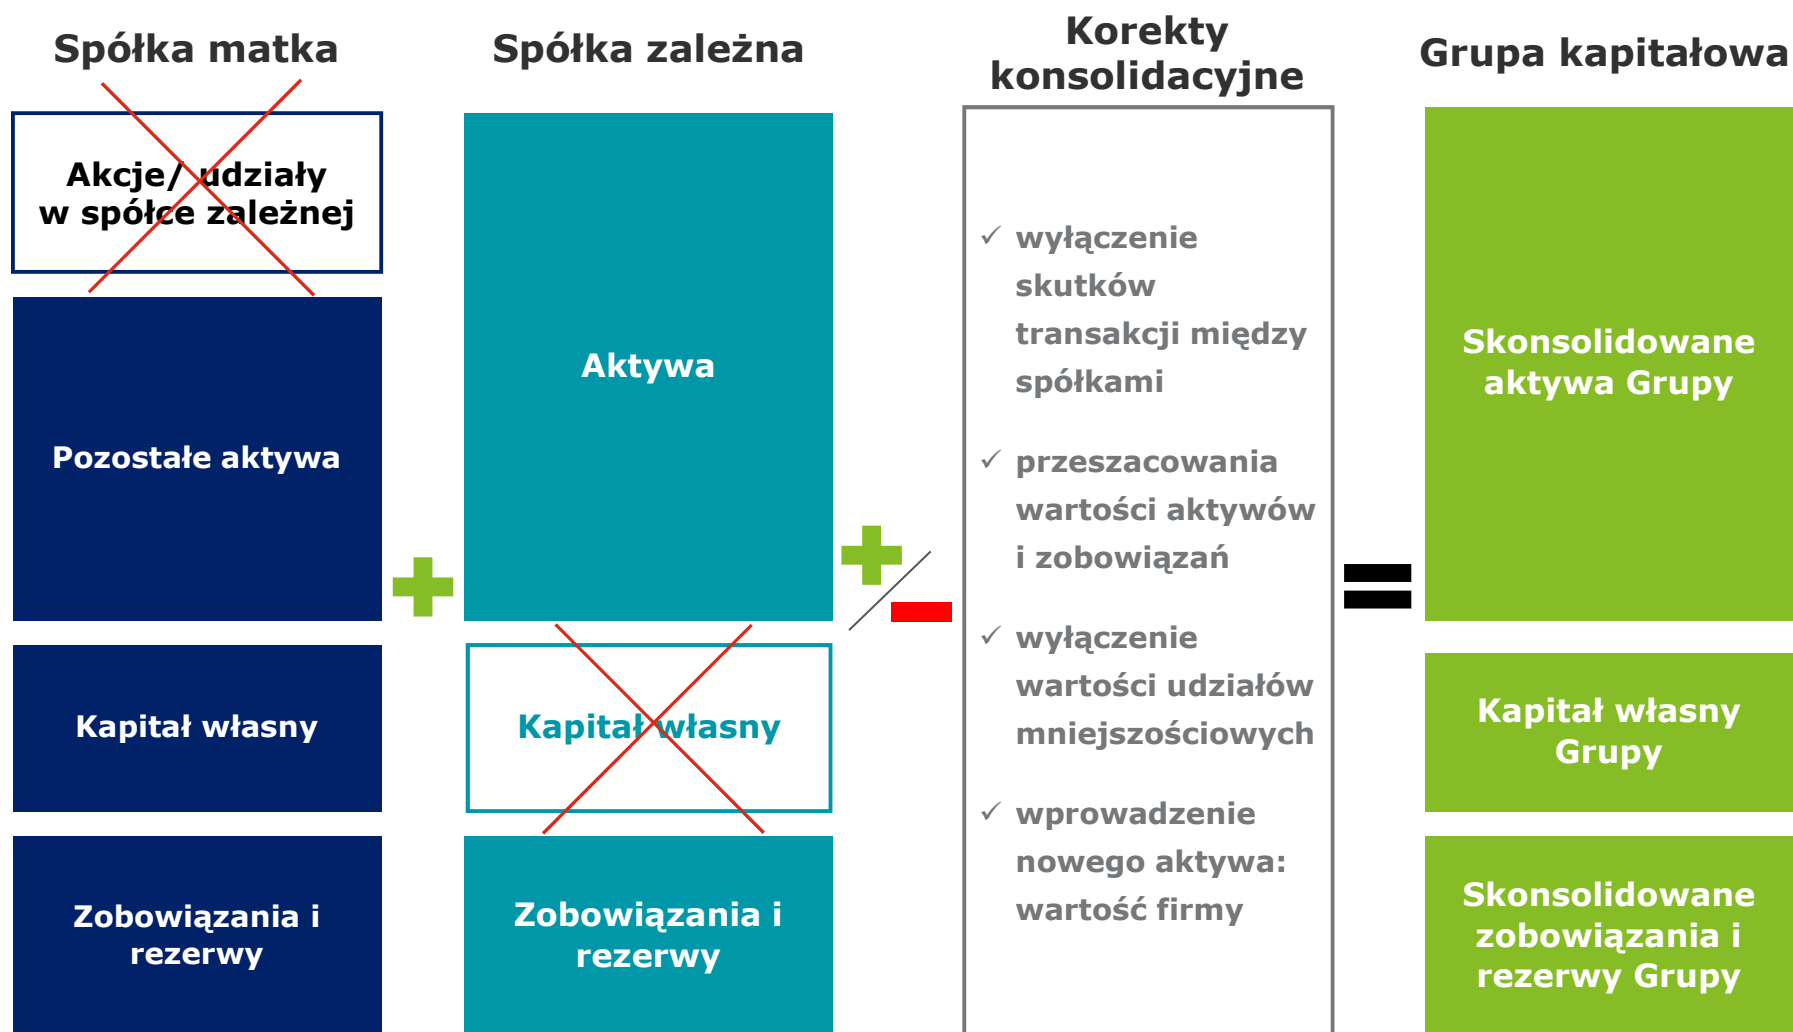 Spółka matka
Akcje/ udziały
w spółce zależnej
Pozostałe aktywa
Kapitał własny
Zobowiązania i
rezerwy
Spółka zależna
Aktywa
Kapitał własny
Zobowiązania i
rezerwy
Korekty
konsolidacyjne
✓ wyłączenie
skutków
transakcji między
spółkami
✓ przeszacowania
wartości aktywów
i zobowiązań
✓ wyłączenie
wartości udziałów
mniejszościowych
✓ wprowadzenie
nowego aktywa:
wartość firmy
Grupa kapitałowa
Skonsolidowane
aktywa Grupy
Kapitał własny
Grupy
Skonsolidowane
zobowiązania i
rezerwy Grupy